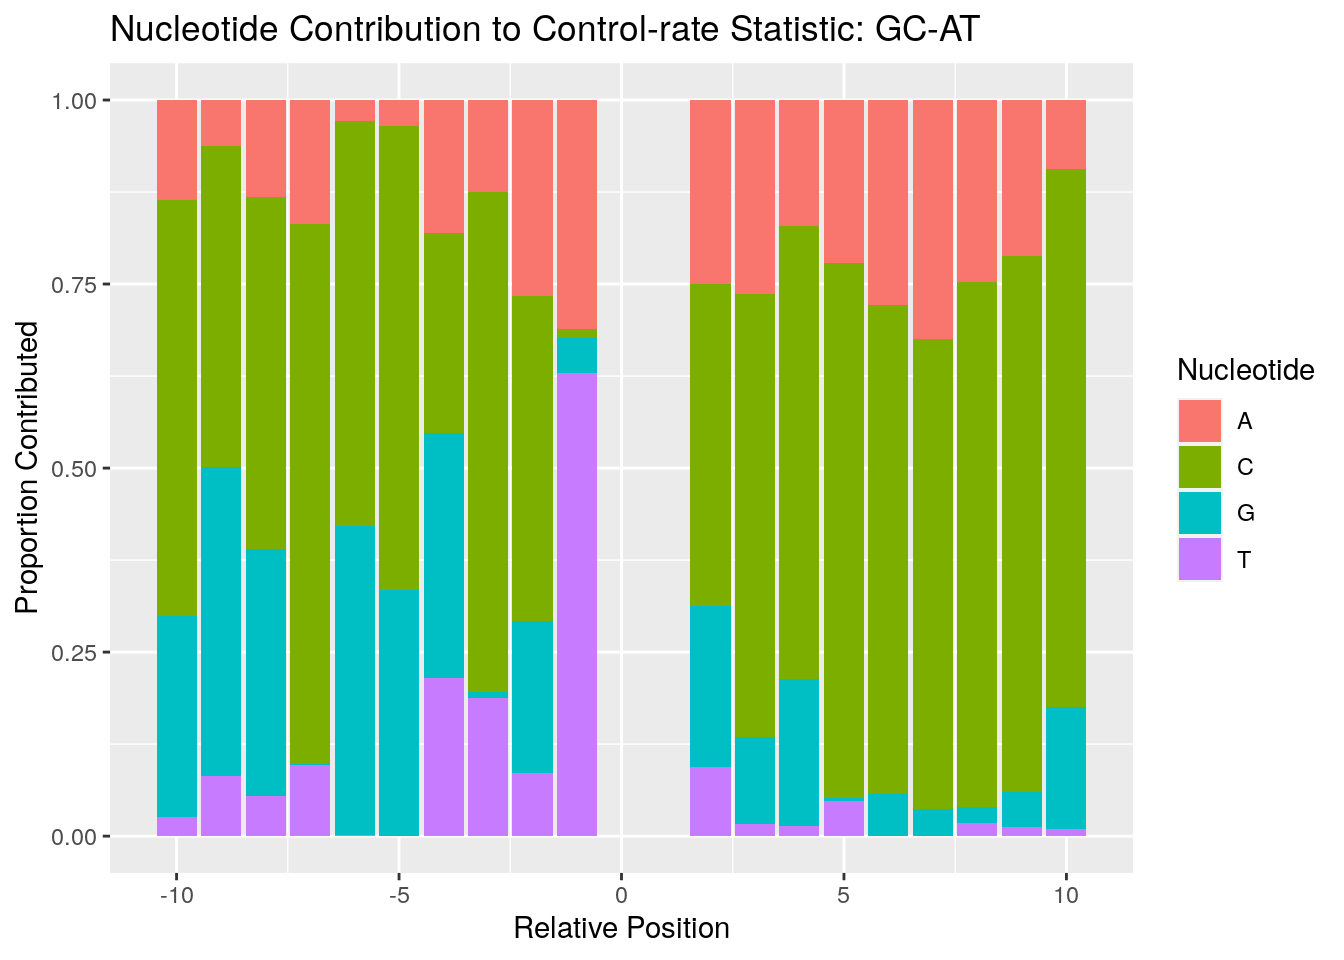 Nucleotide Contribution to Control-rate Statistic: GC-AT
Proportion Contributed
1.00
0.75
0.50
0.25
0.00
-10
-5
0
5
10
Relative Position
Nucleotide
A
C
G
T